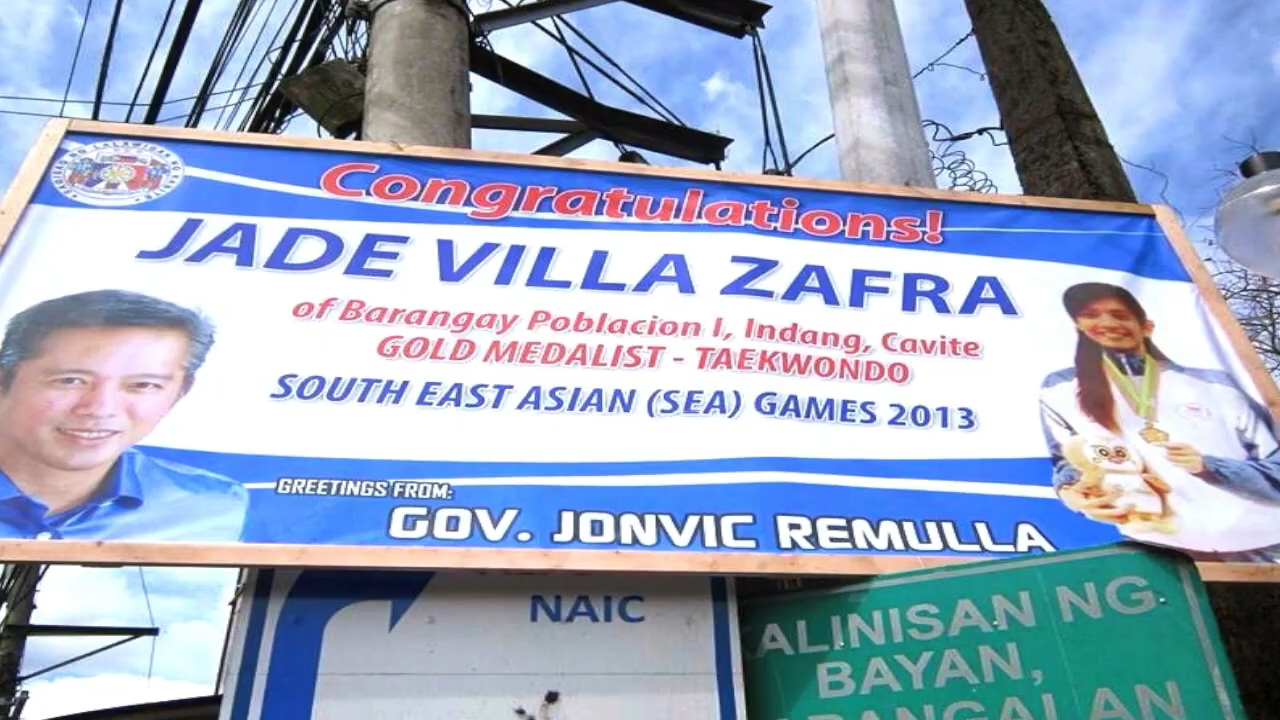 Congratulations!
JADE VILLA ZAFRA
of Barangay Poblacion I, Indang, Cavite
GOLD MEDALIST - TAEKWONDO
SOUTH EAST ASIAN (SEA) GAMES 2013
GREETINGS FROM:
GOV. JONVIC REMULLA
NAIC
ALINISAN NG
BAYAN,